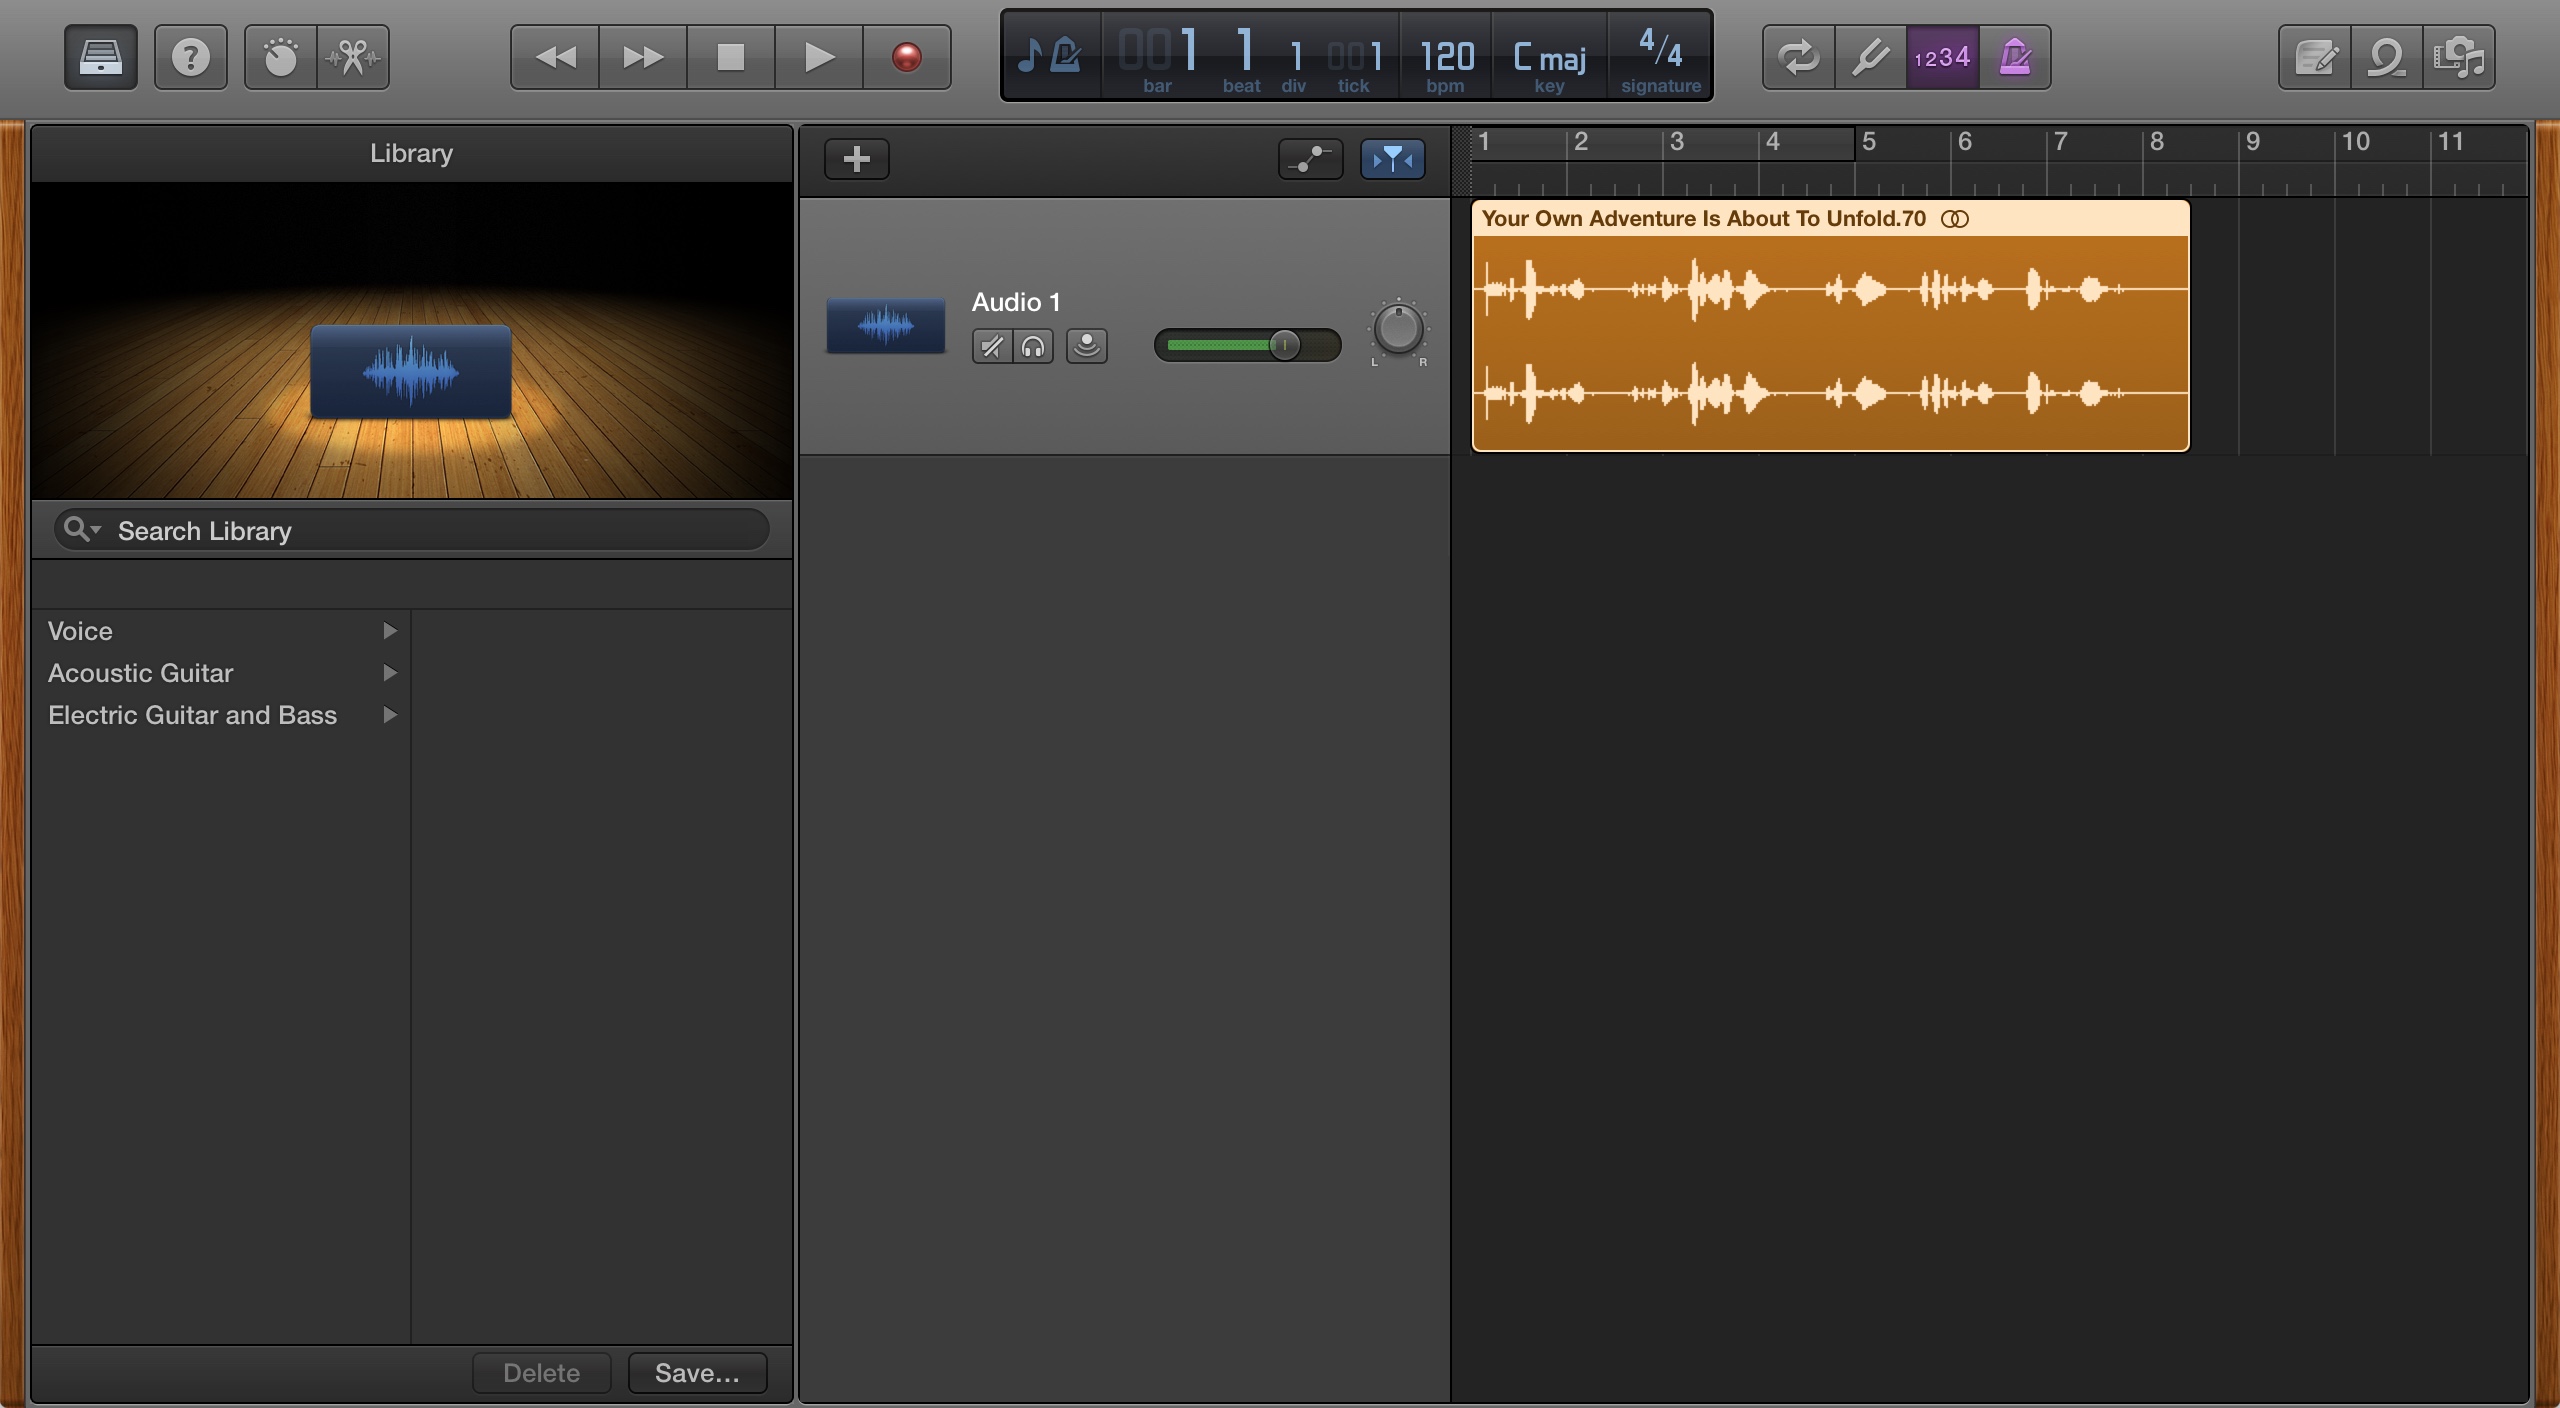 ?
001 1 1 001 120 C maj 4/4
bar beat div tick bpm key signature
1234
Library
1 2 3 4 5 6 7 8 9 10 11
Your Own Adventure Is About To Unfold.70
Audio 1
L R
Search Library
Voice
Acoustic Guitar
Electric Guitar and Bass
Delete Save...